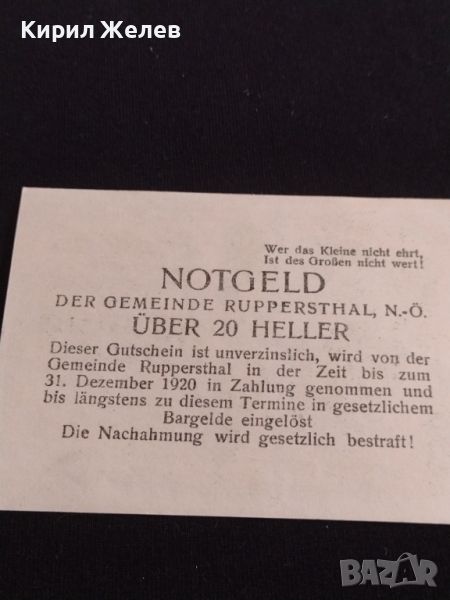 Кирил Желев
Wer das Kleine nicht ehrt,
Ist des Großen nicht wert!
NOTGELD
DER GEMEINDE RUPPERSTHAL, N.-Ö.
ÜBER 20 HELLER
Dieser Gutschein ist unverzinslich, wird von der
Gemeinde Ruppersthal in der Zeit bis zum
31. Dezember 1920 in Zahlung genommen und
bis längstens zu diesem Termine in gesetzlichem
Bargelde eingelöst
Die Nachahmung wird gesetzlich bestraft!
BAZAR